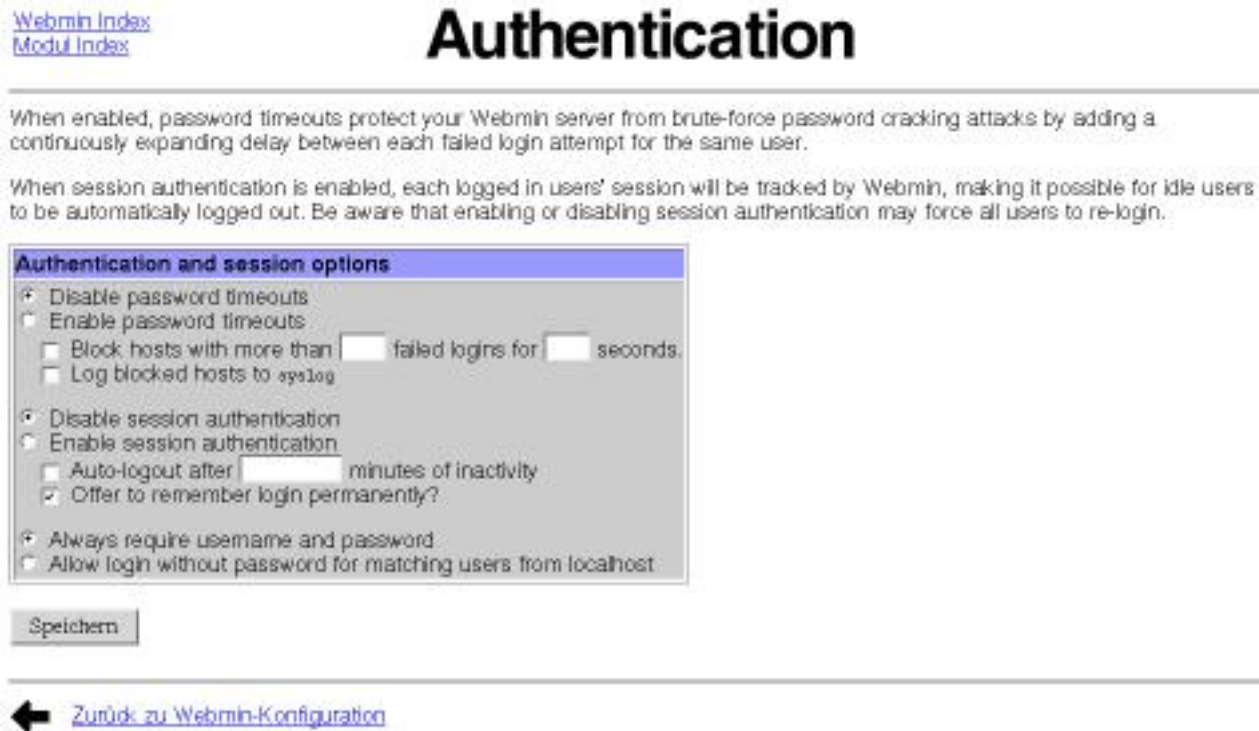 Webmin Index
Modul Index
Authentication
When enabled, password timeouts protect your Webmin server from brute-force password cracking attacks by adding a
continuously expanding delay between each failed login attempt for the same user.
When session authentication is enabled, each logged in users' session will be tracked by Webmin, making it possible for idle users
to be automatically logged out. Be aware that enabling or disabling session authentication may force all users to re-login.
Authentication and session options
Disable password timeouts
Enable password timeouts
Block hosts with more than failed logins for seconds.
Log blocked hosts to syslog
Disable session authentication
Enable session authentication
Auto-logout after minutes of inactivity
Offer to remember login permanently?
Always require username and password
Allow login without password for matching users from localhost
Speichern
Zurück zu Webmin-Konfiguration